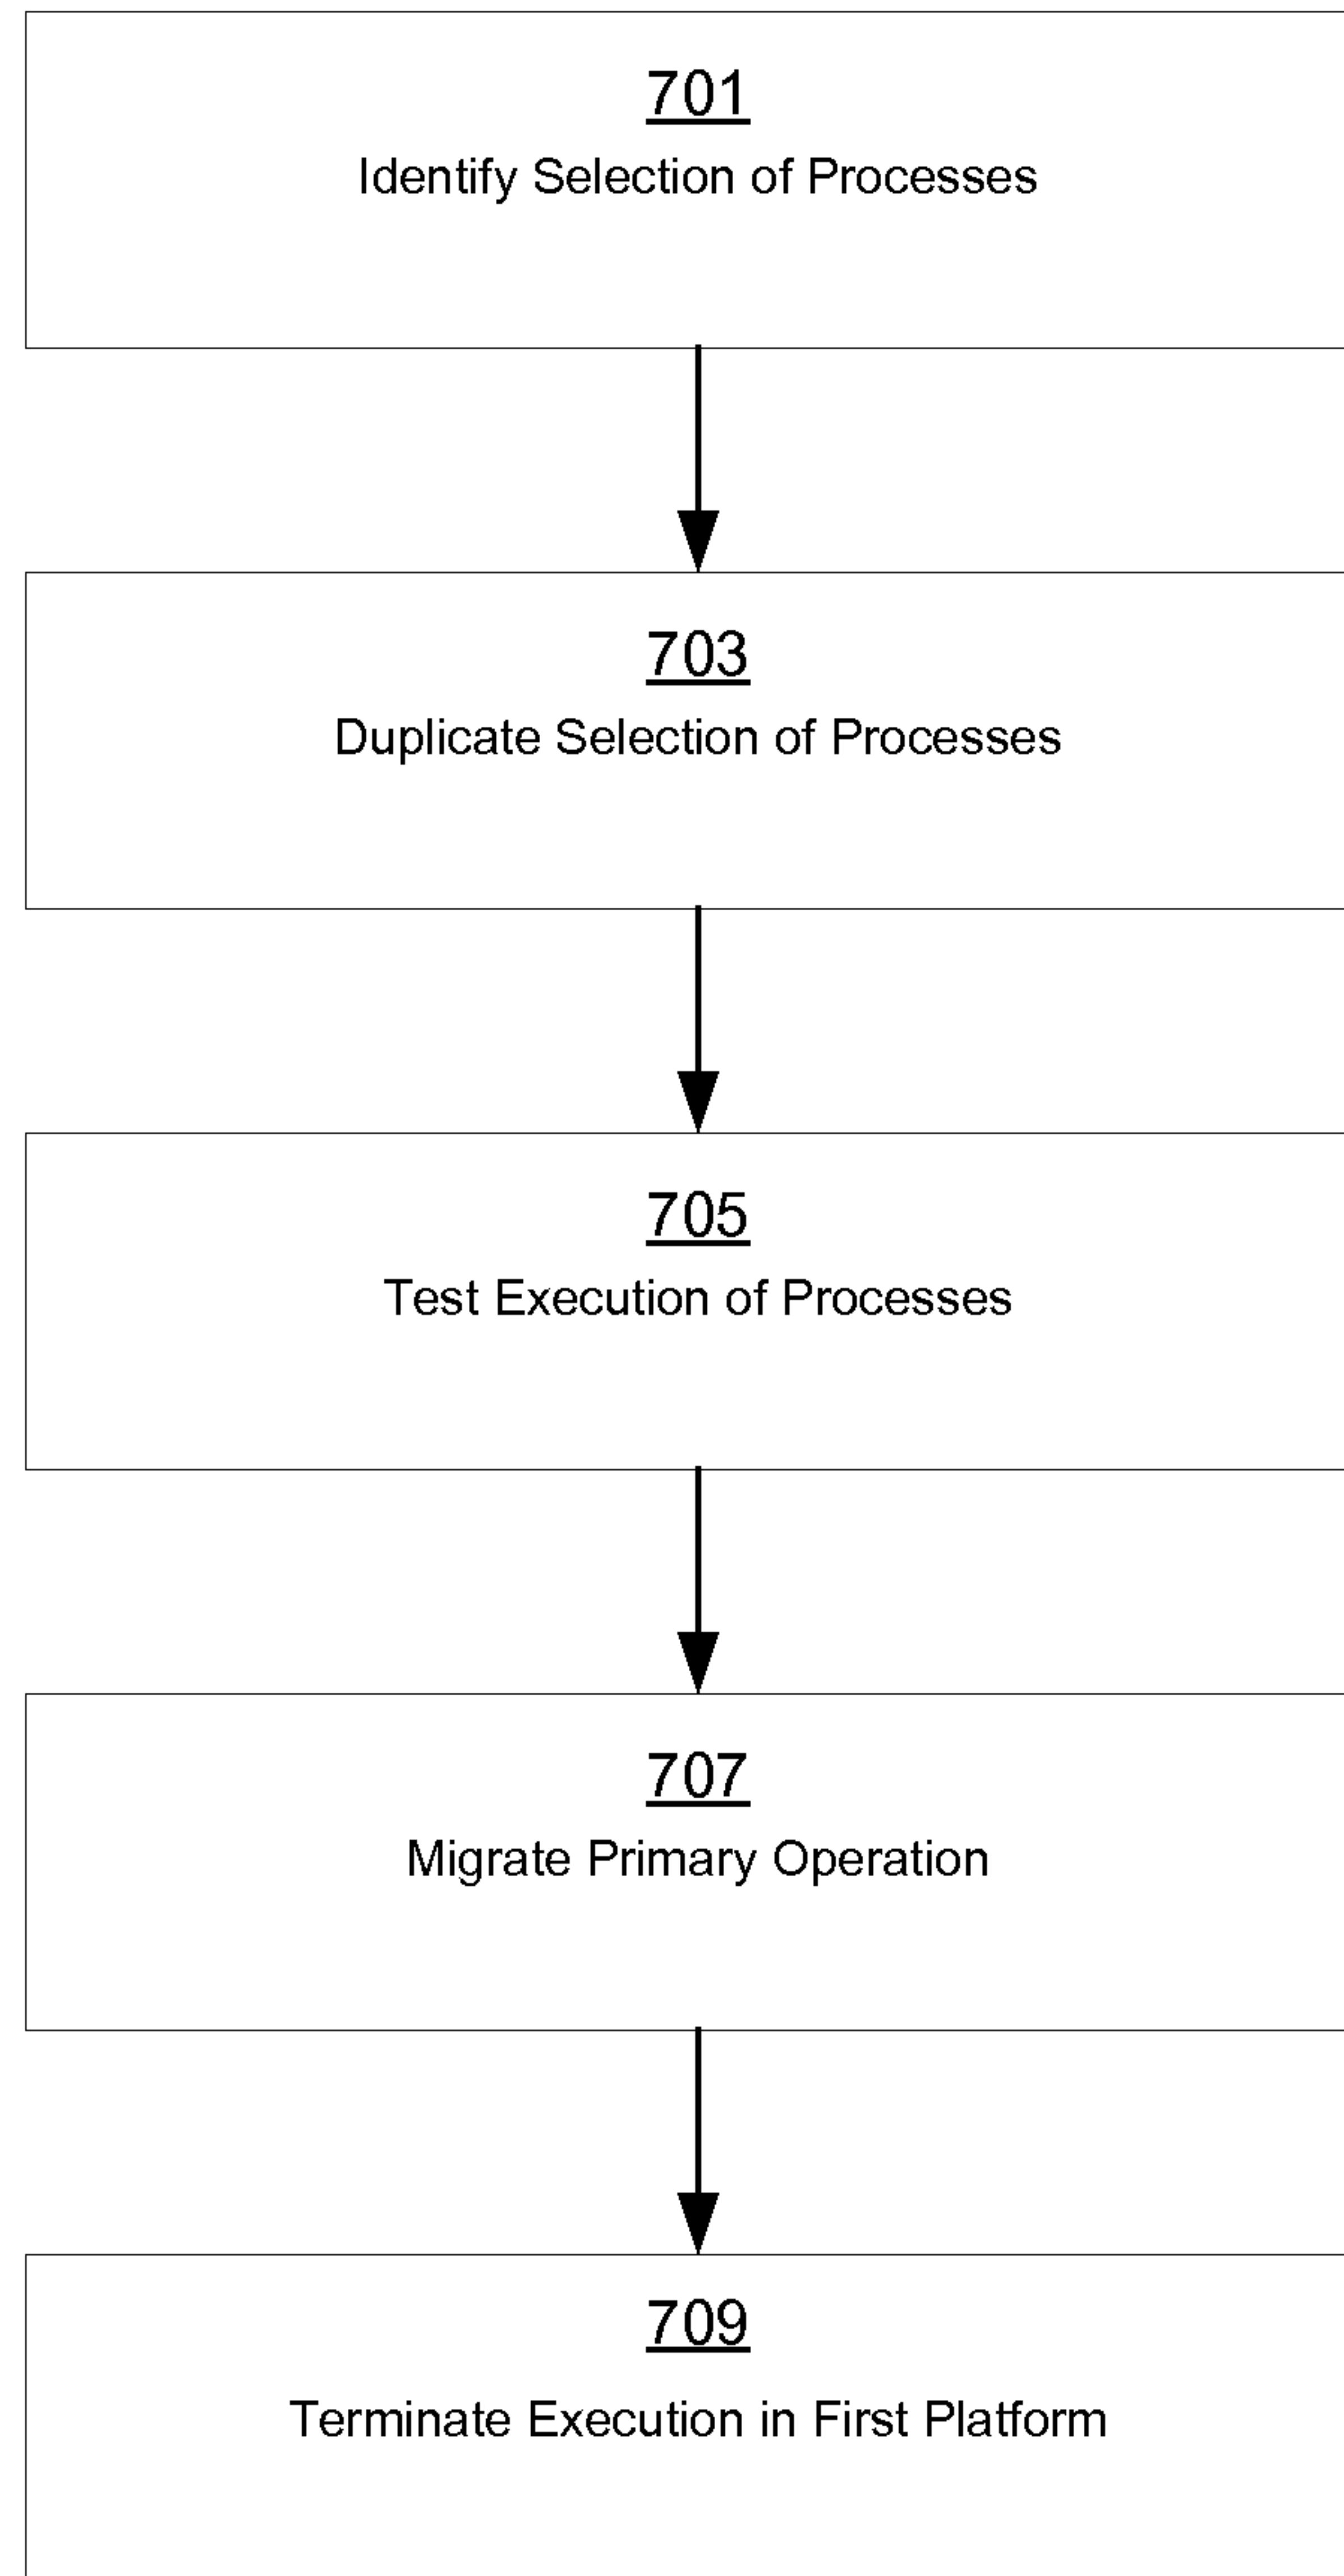 701
Identify Selection of Processes
703
Duplicate Selection of Processes
705
Test Execution of Processes
707
Migrate Primary Operation
709
Terminate Execution in First Platform